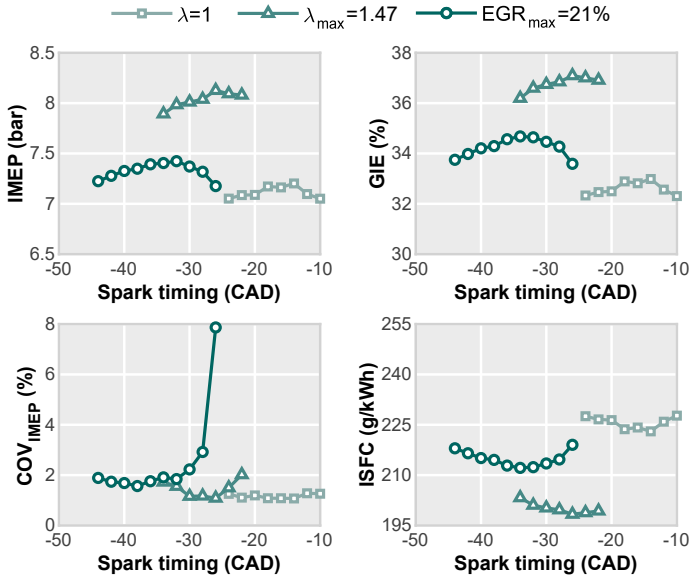 λ=1 λmax=1.47 EGRmax=21%
8.5
8
7.5
7
6.5
IMEP (bar)
-50 -40 -30 -20 -10
Spark timing (CAD)
38
36
34
32
30
GIE (%)
-50 -40 -30 -20 -10
Spark timing (CAD)
8
6
4
2
0
COVIMEP (%)
-50 -40 -30 -20 -10
Spark timing (CAD)
255
240
225
210
195
ISFC (g/kWh)
-50 -40 -30 -20 -10
Spark timing (CAD)